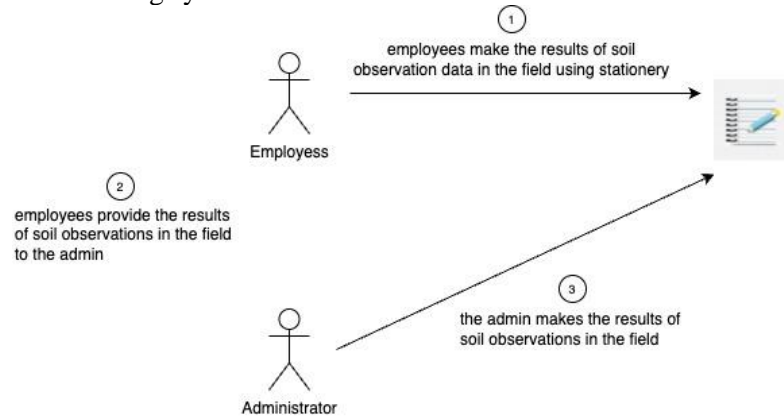 1
employees make the results of soil
observation data in the field using stationery
Employess
2
employees provide the results
of soil observations in the field
to the admin
3
the admin makes the results of
soil observations in the field
Administrator